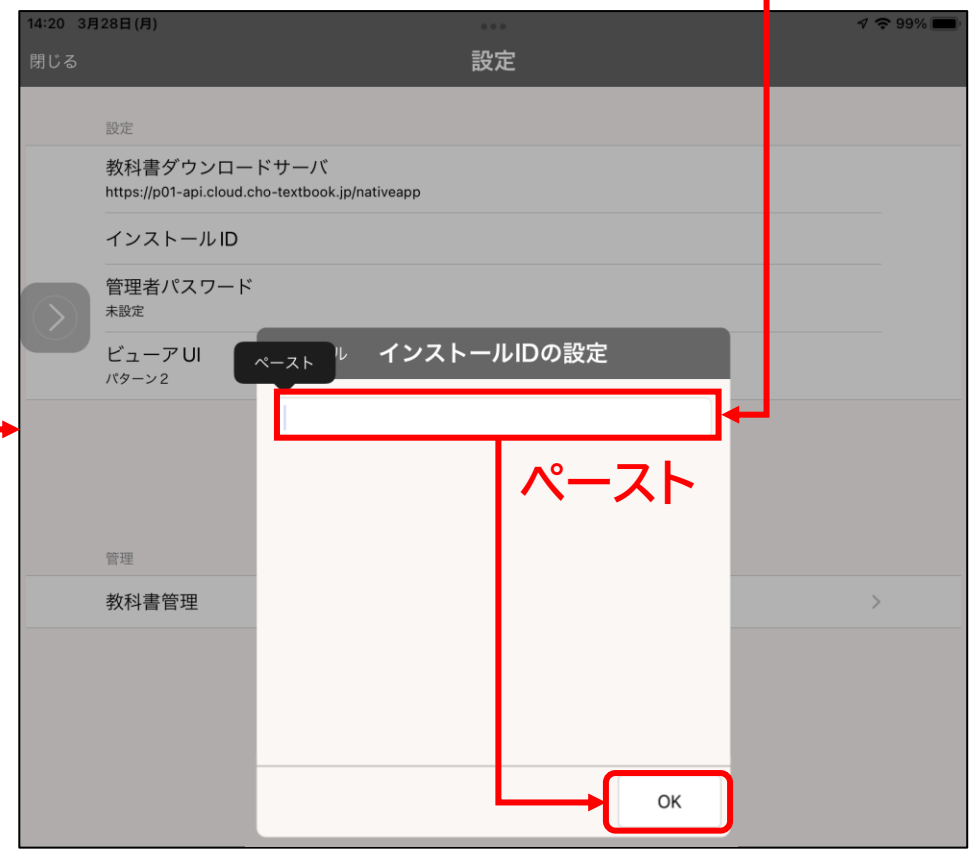 14:20 3月28日(月)
99%
閉じる
設定
設定
教科書ダウンロードサーバ
https://p01-api.cloud.cho-textbook.jp/nativeapp
インストールID
管理者パスワード
未設定
ビューアUI
パターン2
ペースト
ル
インストールIDの設定
ペースト
管理
教科書管理
OK